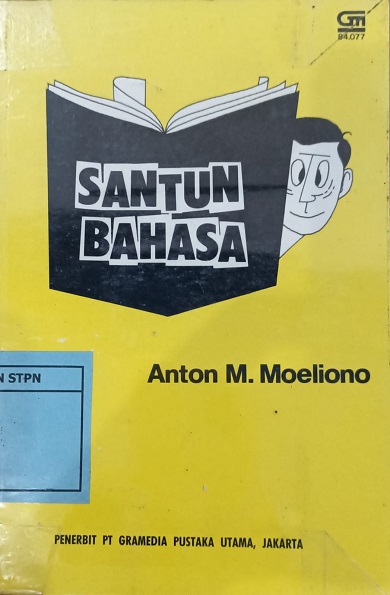 GM
84.077
SANTUN
BAHASA
N STPN
Anton M. Moeliono
PENERBIT PT GRAMEDIA PUSTAKA UTAMA, JAKARTA